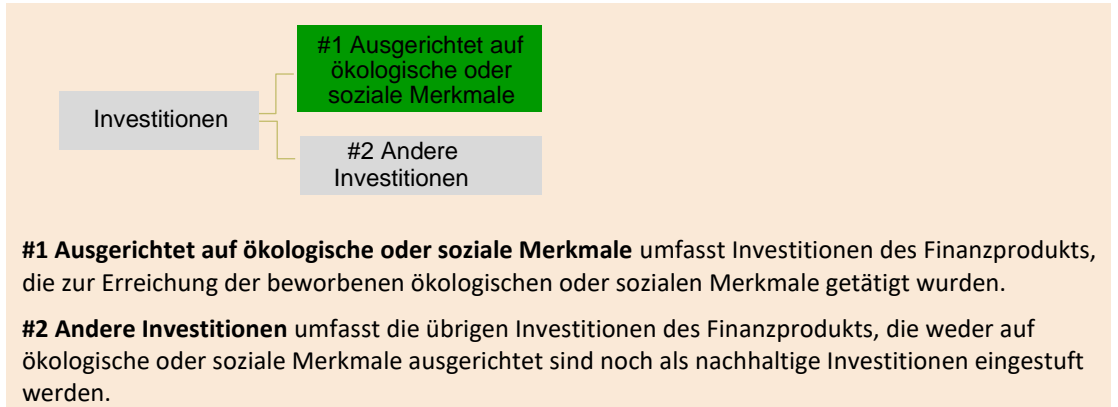 #1 Ausgerichtet auf
ökologische oder
soziale Merkmale
Investitionen
#2 Andere
Investitionen
#1 Ausgerichtet auf ökologische oder soziale Merkmale umfasst Investitionen des Finanzprodukts,
die zur Erreichung der beworbenen ökologischen oder sozialen Merkmale getätigt wurden.
#2 Andere Investitionen umfasst die übrigen Investitionen des Finanzprodukts, die weder auf
ökologische oder soziale Merkmale ausgerichtet sind noch als nachhaltige Investitionen eingestuft
werden.